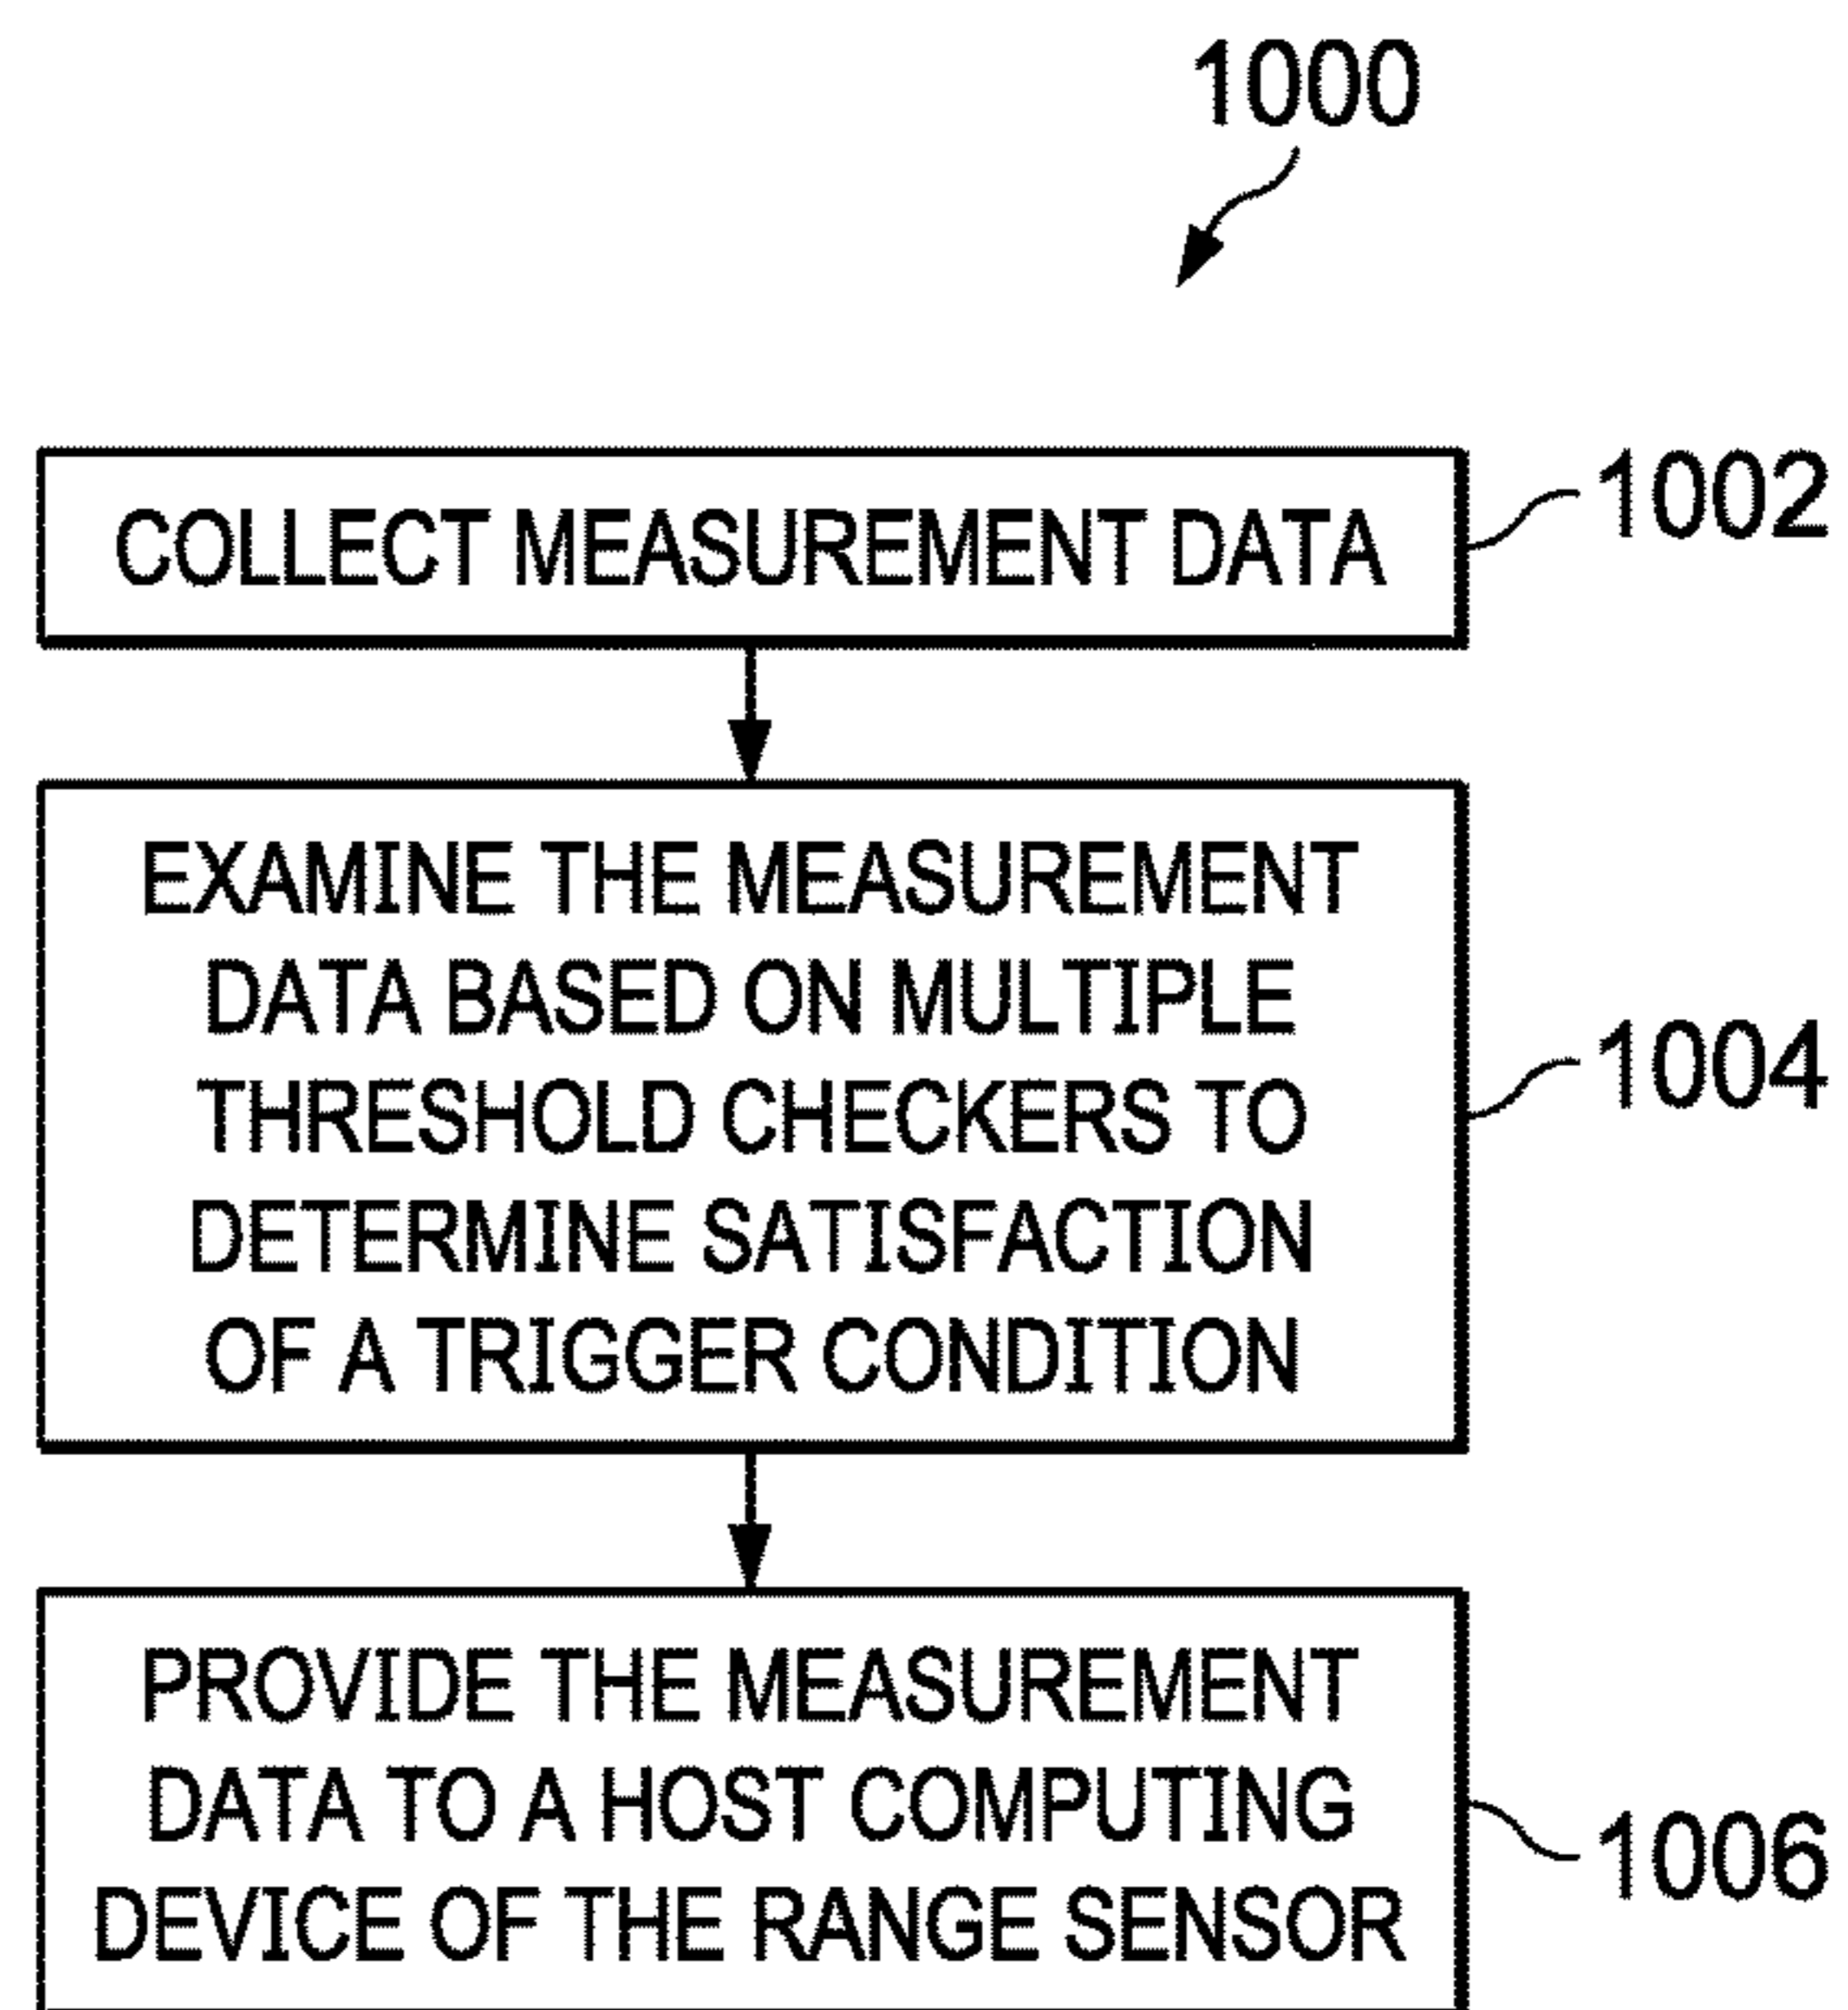 1000
COLLECT MEASUREMENT DATA
1002
EXAMINE THE MEASUREMENT
DATA BASED ON MULTIPLE
THRESHOLD CHECKERS TO
DETERMINE SATISFACTION
OF A TRIGGER CONDITION
1004
PROVIDE THE MEASUREMENT
DATA TO A HOST COMPUTING
DEVICE OF THE RANGE SENSOR
1006